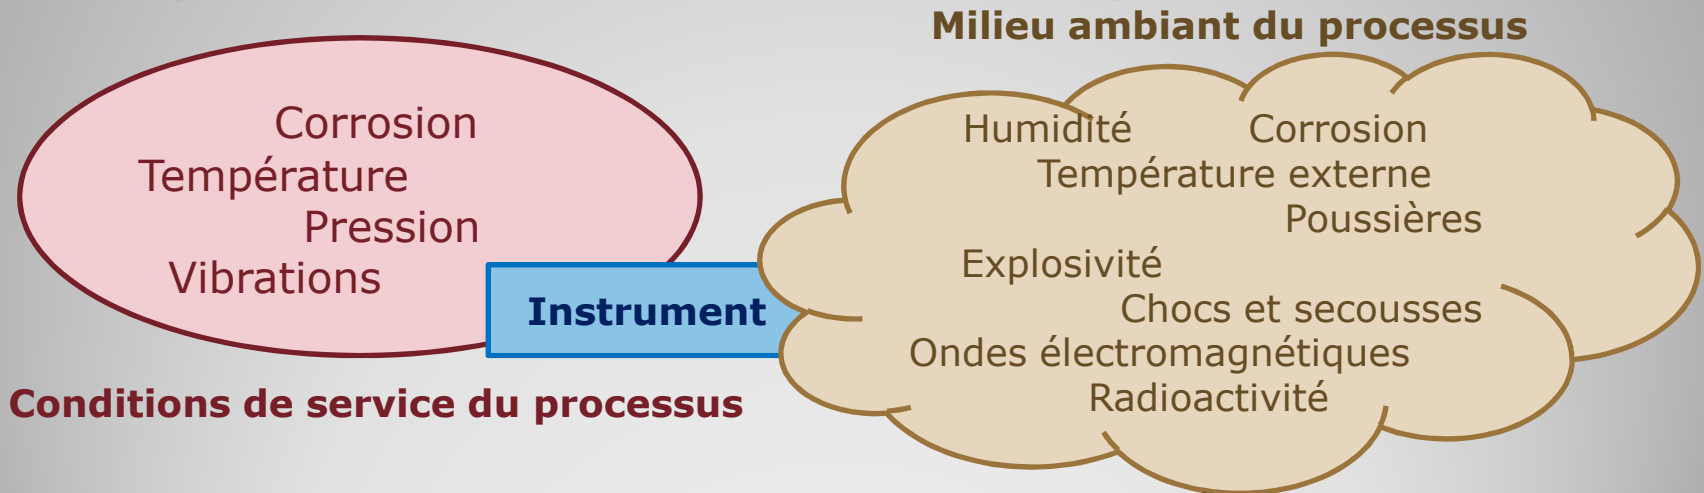 Milieu ambiant du processus
Corrosion
Température
Pression
Vibrations
Instrument
Conditions de service du processus
Humidité Corrosion
Température externe
Poussières
Explosivité
Chocs et secousses
Ondes électromagnétiques
Radioactivité